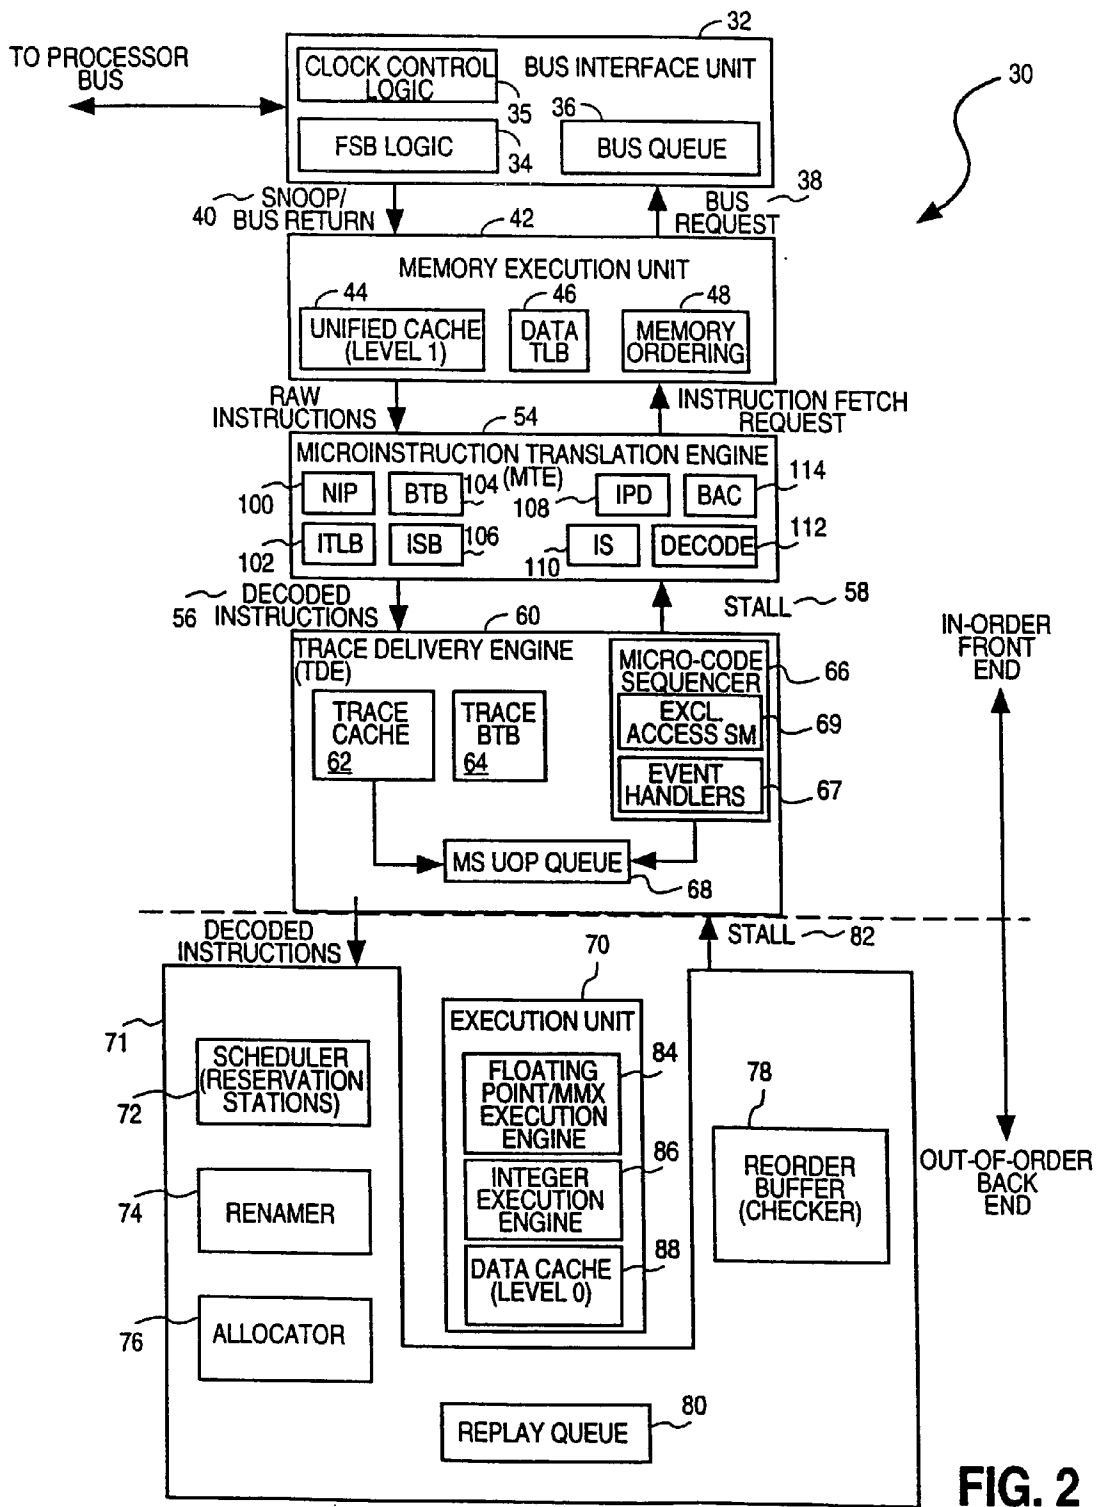 32
TO PROCESSOR
BUS
CLOCK CONTROL
LOGIC
35
BUS INTERFACE UNIT
30
FSB LOGIC
34
36
BUS QUEUE
40
SNOOP/
BUS RETURN
42
BUS
REQUEST
38
MEMORY EXECUTION UNIT
44
46
48
UNIFIED CACHE
(LEVEL 1)
DATA
TLB
MEMORY
ORDERING
RAW
INSTRUCTIONS
54
INSTRUCTION FETCH
REQUEST
MICROINSTRUCTION TRANSLATION ENGINE
(MTE)
100
NIP
BTB
104
108
IPD
BAC
114
102
ITLB
ISB
106
110
IS
DECODE
112
56
DECODED
INSTRUCTIONS
60
STALL
58
IN-ORDER
FRONT
END
TRACE DELIVERY ENGINE
(TDE)
MICRO-CODE
SEQUENCER
66
TRACE
CACHE
62
TRACE
BTB
64
EXCL.
ACCESS SM
69
EVENT
HANDLERS
67
MS UOP QUEUE
68
DECODED
INSTRUCTIONS
STALL
82
70
71
EXECUTION UNIT
SCHEDULER
(RESERVATION
STATIONS)
72
FLOATING
POINT/MMX
EXECUTION
ENGINE
84
78
INTEGER
EXECUTION
ENGINE
86
REORDER
BUFFER
(CHECKER)
OUT-OF-ORDER
BACK
END
74
RENAMER
DATA CACHE
(LEVEL 0)
88
76
ALLOCATOR
REPLAY QUEUE
80
FIG. 2